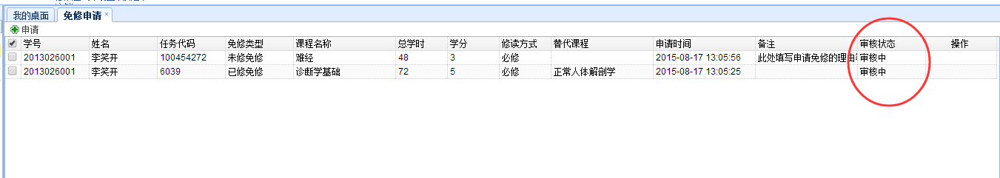 我的桌面 免修申请 ×
申请
学号 姓名 任务代码 免修类型 课程名称 总学时 学分 修读方式 替代课程 申请时间 备注 审核状态 操作
2013026001 李笑开 100454272 未修免修 难经 48 3 必修 2015-08-17 13:05:56 此处填写申请免修的理由 审核中
2013026001 李笑开 6039 已修免修 诊断学基础 72 5 必修 正常人体解剖学 2015-08-17 13:05:25 审核中